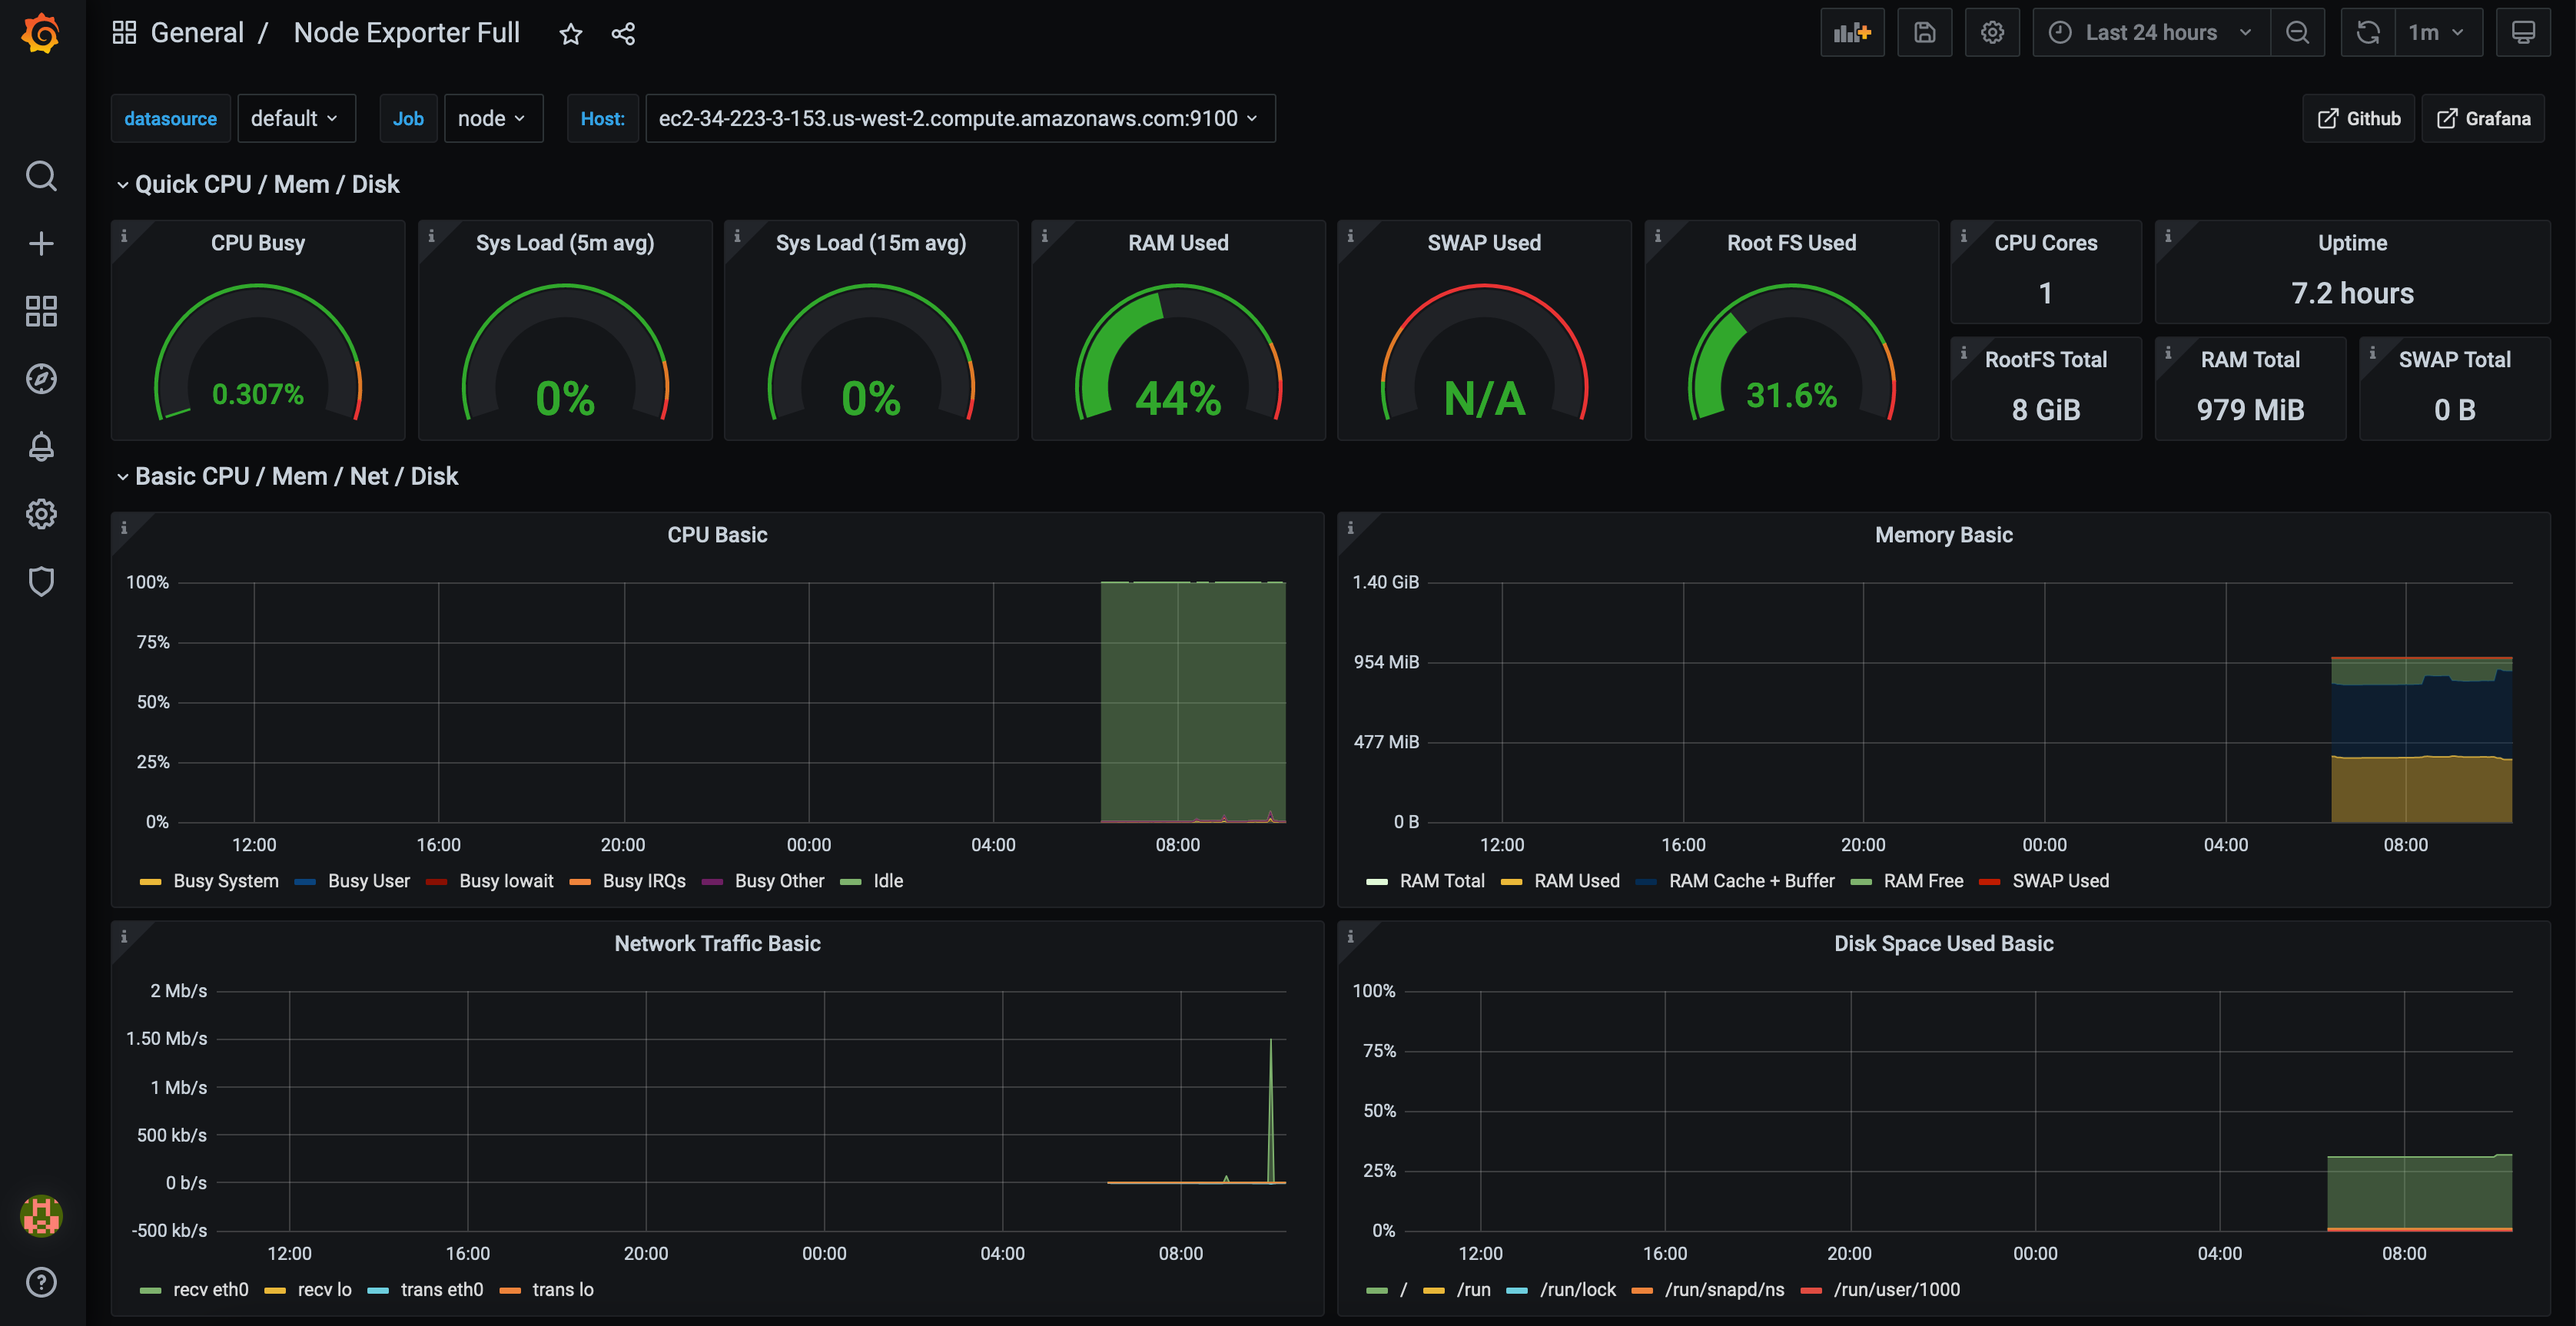 General / Node Exporter Full
Last 24 hours
1m
datasource default Job node Host: ec2-34-223-3-153.us-west-2.compute.amazonaws.com:9100
Github Grafana
Quick CPU / Mem / Disk
CPU Busy
0.307%
Sys Load (5m avg)
0%
Sys Load (15m avg)
0%
RAM Used
44%
SWAP Used
N/A
Root FS Used
31.6%
CPU Cores
1
Uptime
7.2 hours
RootFS Total
8 GiB
RAM Total
979 MiB
SWAP Total
0 B
Basic CPU / Mem / Net / Disk
CPU Basic
100%
75%
50%
25%
0%
12:00 16:00 20:00 00:00 04:00 08:00
Busy System Busy User Busy Iowait Busy IRQs Busy Other Idle
Memory Basic
1.40 GiB
954 MiB
477 MiB
0 B
12:00 16:00 20:00 00:00 04:00 08:00
RAM Total RAM Used RAM Cache + Buffer RAM Free SWAP Used
Network Traffic Basic
2 Mb/s
1.50 Mb/s
1 Mb/s
500 kb/s
0 b/s
-500 kb/s
12:00 16:00 20:00 00:00 04:00 08:00
recv eth0 recv lo trans eth0 trans lo
Disk Space Used Basic
100%
75%
50%
25%
0%
12:00 16:00 20:00 00:00 04:00 08:00
/ /run /run/lock /run/snapd/ns /run/user/1000